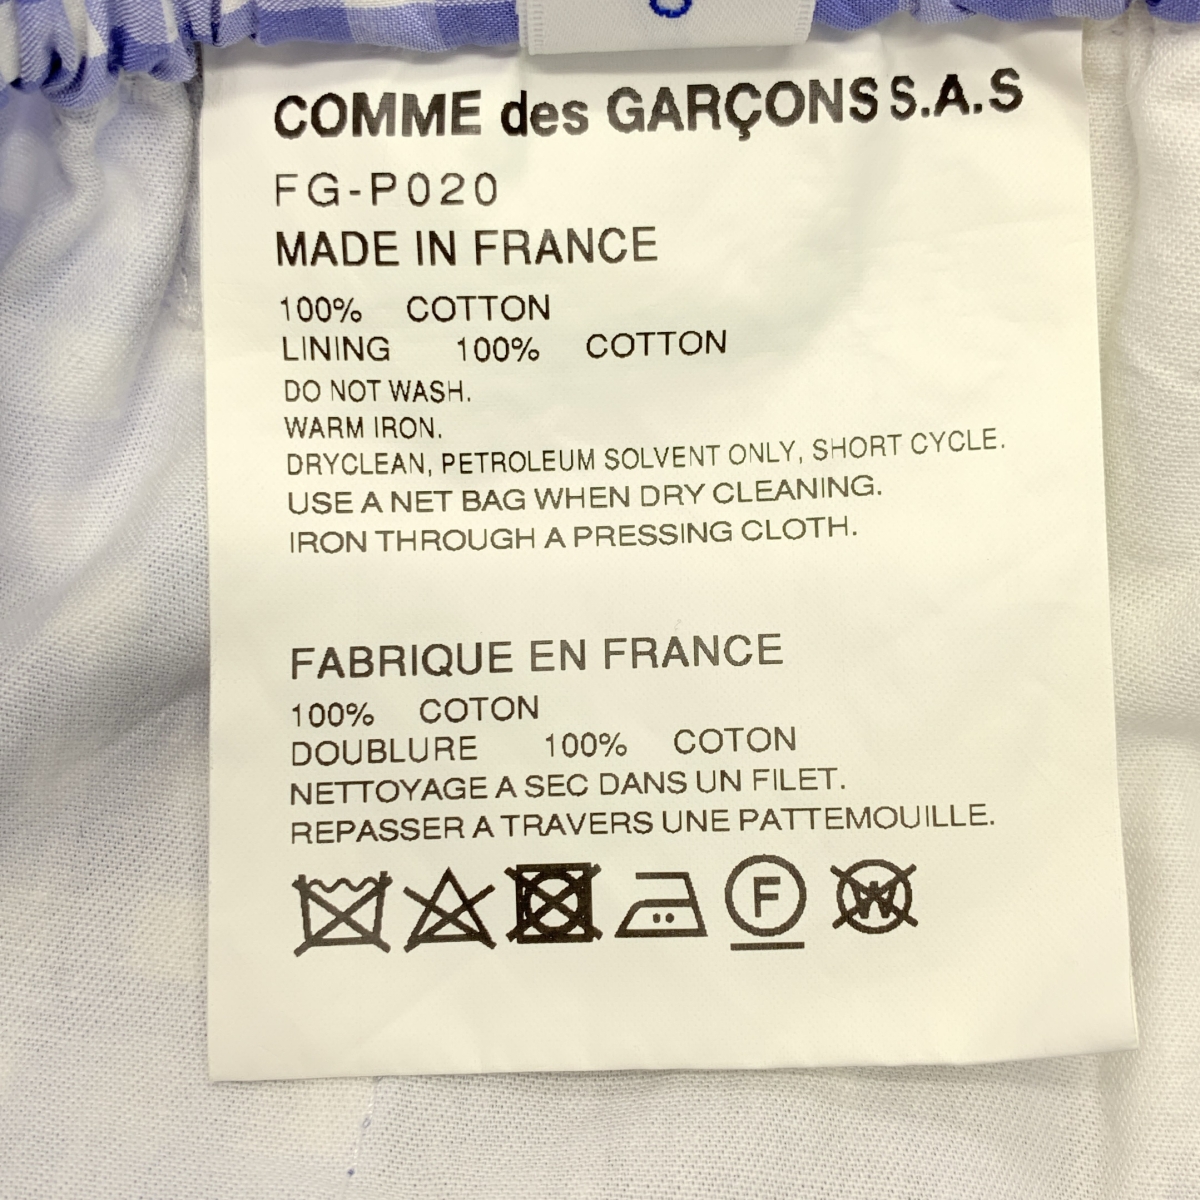 COMME des GARÇONS S.A.S
FG-P020
MADE IN FRANCE
100% COTTON
LINING 100% COTTON
DO NOT WASH.
WARM IRON.
DRYCLEAN, PETROLEUM SOLVENT ONLY, SHORT CYCLE.
USE A NET BAG WHEN DRY CLEANING.
IRON THROUGH A PRESSING CLOTH.
FABRIQUE EN FRANCE
100% COTON
DOUBLURE 100% COTON
NETTOYAGE A SEC DANS UN FILET.
REPASSER A TRAVERS UNE PATTEMOUILLE.
F W